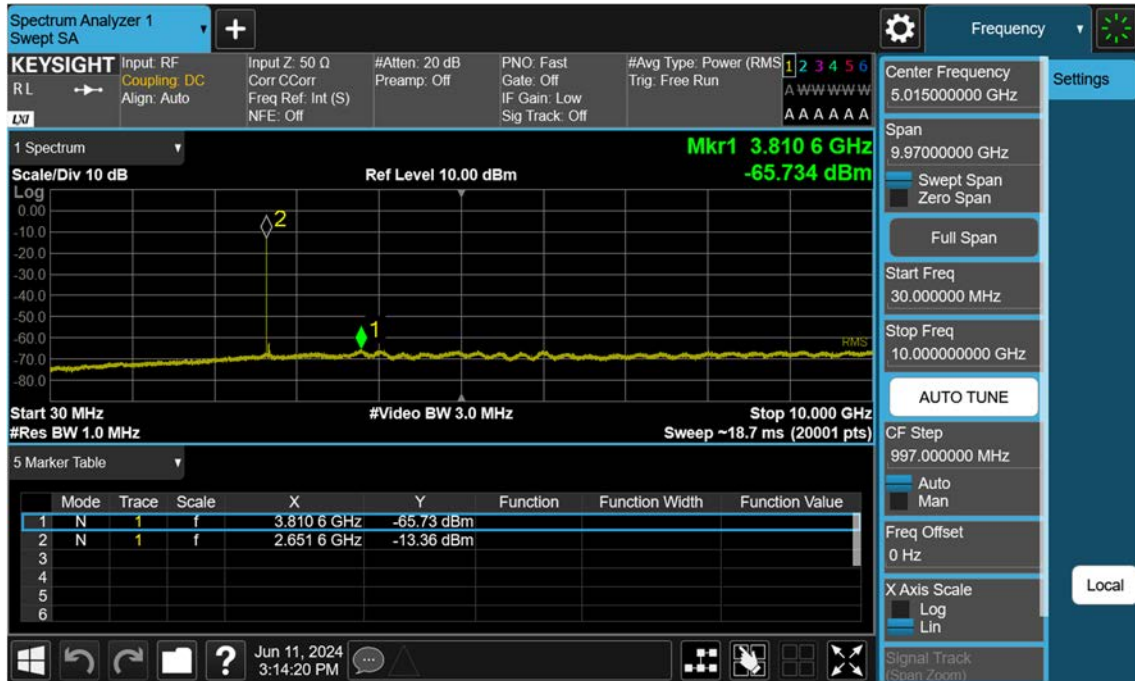 Spectrum Analyzer 1
Swept SA
+
Frequency
KEYSIGHT
RL
LXI
Input: RF
Coupling: DC
Align: Auto
Input Z: 50 Ω
Corr CCorr
Freq Ref: Int (S)
NFE: Off
#Atten: 20 dB
Preamp: Off
PNO: Fast
Gate: Off
IF Gain: Low
Sig Track: Off
#Avg Type: Power (RMS
Trig: Free Run
1 2 3 4 5 6
A W W W W W
A A A A A A
Center Frequency
5.015000000 GHz
Settings
Span
9.97000000 GHz
Swept Span
Zero Span
Full Span
Start Freq
30.000000 MHz
Stop Freq
10.000000000 GHz
AUTO TUNE
CF Step
997.000000 MHz
Auto
Man
Freq Offset
0 Hz
X Axis Scale
Log
Lin
Signal Track
(Span Zoom)
Local
1 Spectrum
Mkr1 3.810 6 GHz
-65.734 dBm
Scale/Div 10 dB
Ref Level 10.00 dBm
Log
0.00
-10.0
-20.0
-30.0
-40.0
-50.0
-60.0
-70.0
-80.0
2
1
RMS
Start 30 MHz
#Video BW 3.0 MHz
Stop 10.000 GHz
#Res BW 1.0 MHz
Sweep ~18.7 ms (20001 pts)
5 Marker Table
Mode Trace Scale X Y Function Function Width Function Value
1 N 1 f 3.810 6 GHz -65.73 dBm
2 N 1 f 2.651 6 GHz -13.36 dBm
3
4
5
6
?
Jun 11, 2024
3:14:20 PM